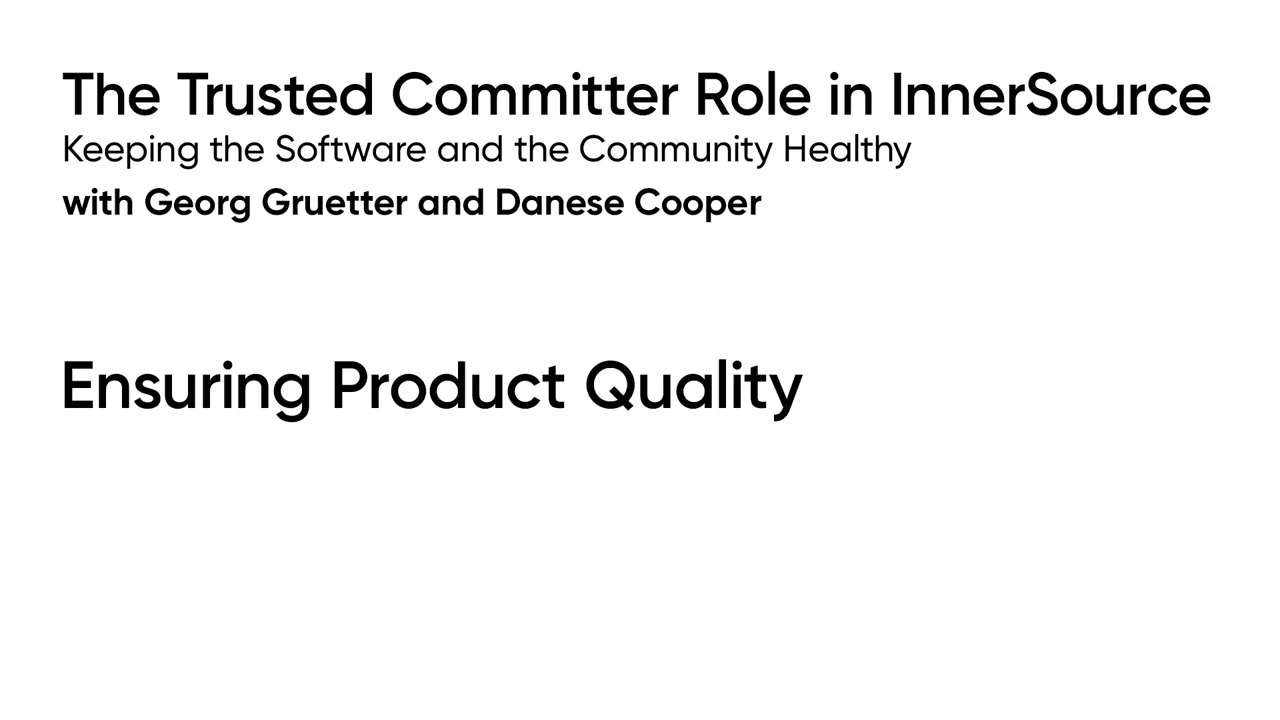 The Trusted Committer Role in InnerSource
Keeping the Software and the Community Healthy
with Georg Gruetter and Danese Cooper
Ensuring Product Quality